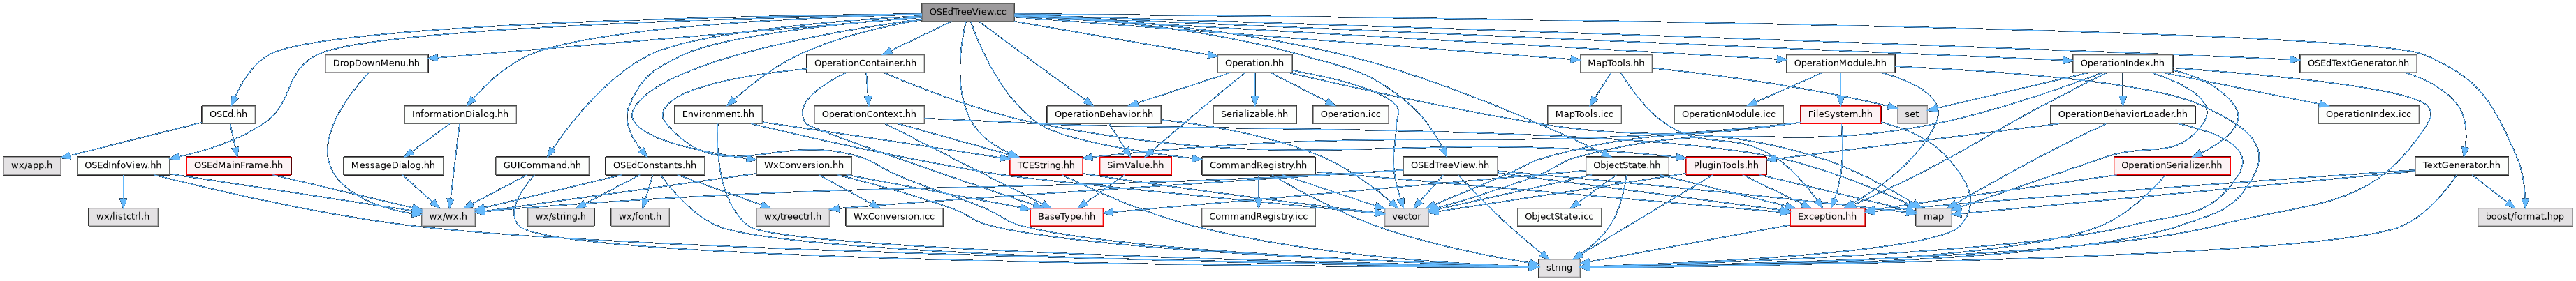 OSEdTreeView.cc
DropDownMenu.hh
OperationContainer.hh
Operation.hh
MapTools.hh
OperationModule.hh
OperationIndex.hh
OSEdTextGenerator.hh
OSEd.hh
InformationDialog.hh
Environment.hh
OperationContext.hh
OperationBehavior.hh
Serializable.hh
Operation.icc
MapTools.icc
OperationModule.icc
FileSystem.hh
set
OperationBehaviorLoader.hh
OperationIndex.icc
wx/app.h
OSEdInfoView.hh
OSEdMainFrame.hh
MessageDialog.hh
GUICommand.hh
OSEdConstants.hh
WxConversion.hh
TCEString.hh
SimValue.hh
CommandRegistry.hh
OSEdTreeView.hh
ObjectState.hh
PluginTools.hh
OperationSerializer.hh
TextGenerator.hh
wx/listctrl.h
wx/wx.h
wx/string.h
wx/font.h
wx/treectrl.h
WxConversion.icc
BaseType.hh
CommandRegistry.icc
vector
ObjectState.icc
Exception.hh
map
boost/format.hpp
string